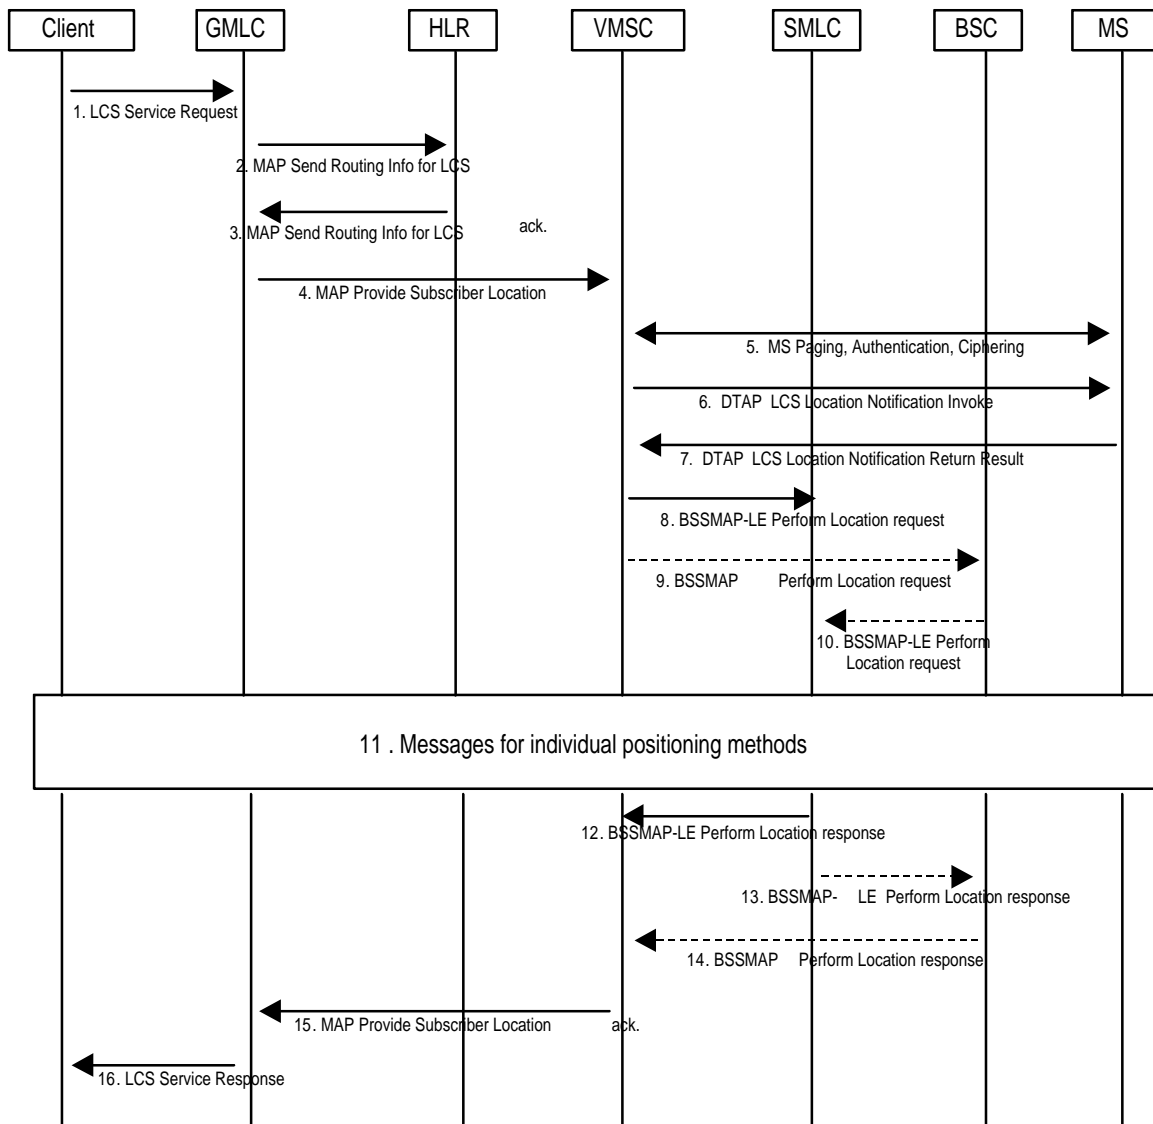 Client GMLC HLR VMSC SMLC BSC MS
1. LCS Service Request
2. MAP Send Routing Info for LCS
3. MAP Send Routing Info for LCS ack.
4. MAP Provide Subscriber Location
5. MS Paging, Authentication, Ciphering
6. DTAP LCS Location Notification Invoke
7. DTAP LCS Location Notification Return Result
8. BSSMAP-LE Perform Location request
9. BSSMAP Perform Location request
10. BSSMAP-LE Perform
Location request
11 . Messages for individual positioning methods
12. BSSMAP-LE Perform Location response
13. BSSMAP- LE Perform Location response
14. BSSMAP Perform Location response
15. MAP Provide Subscriber Location ack.
16. LCS Service Response